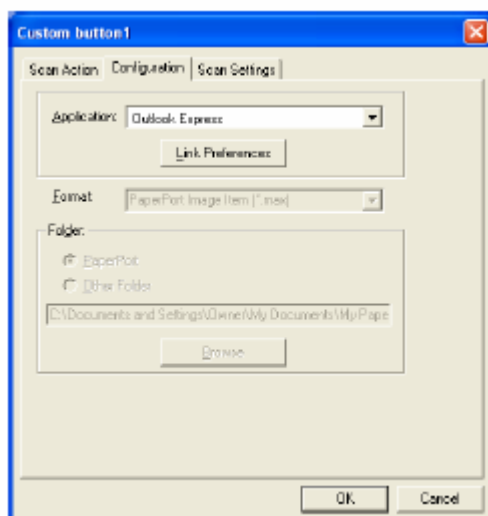 Custom button1
Scan Action Configuration Scan Settings
Application: Outlook Express
Link Preferences
Format PaperPort Image Item (*.max)
Folder:
PaperPort
Other Folder
C:\Documents and Settings\Owner\My Documents\My Pape
Browse
OK Cancel